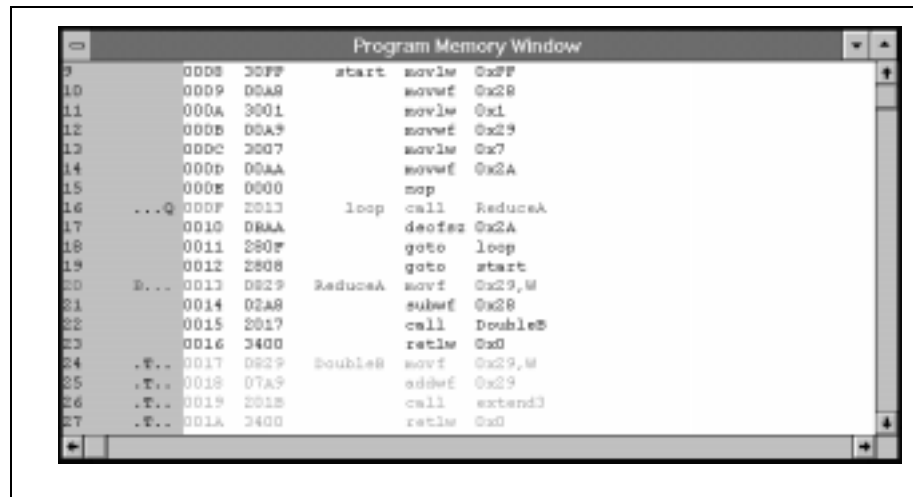 Program Memory Window
9 0008 30FF start movlw 0xFF
10 0009 00A8 movwf 0x28
11 000A 3001 movlw 0x1
12 000B 00A9 movwf 0x29
13 000C 3007 movlw 0x7
14 000D 00AA movwf 0x2A
15 000E 0000 nop
16 ...Q 000F 2013 loop call ReduceA
17 0010 0BAA decfsz 0x2A
18 0011 280F goto loop
19 0012 2808 goto start
20 B... 0013 0829 ReduceA movf 0x29,W
21 0014 02A8 subwf 0x28
22 0015 2017 call DoubleB
23 0016 3400 retlw 0x0
24 .T.. 0017 0829 DoubleB movf 0x29,W
25 .T.. 0018 07A9 addwf 0x29
26 .T.. 0019 201B call extend3
27 .T.. 001A 3400 retlw 0x0